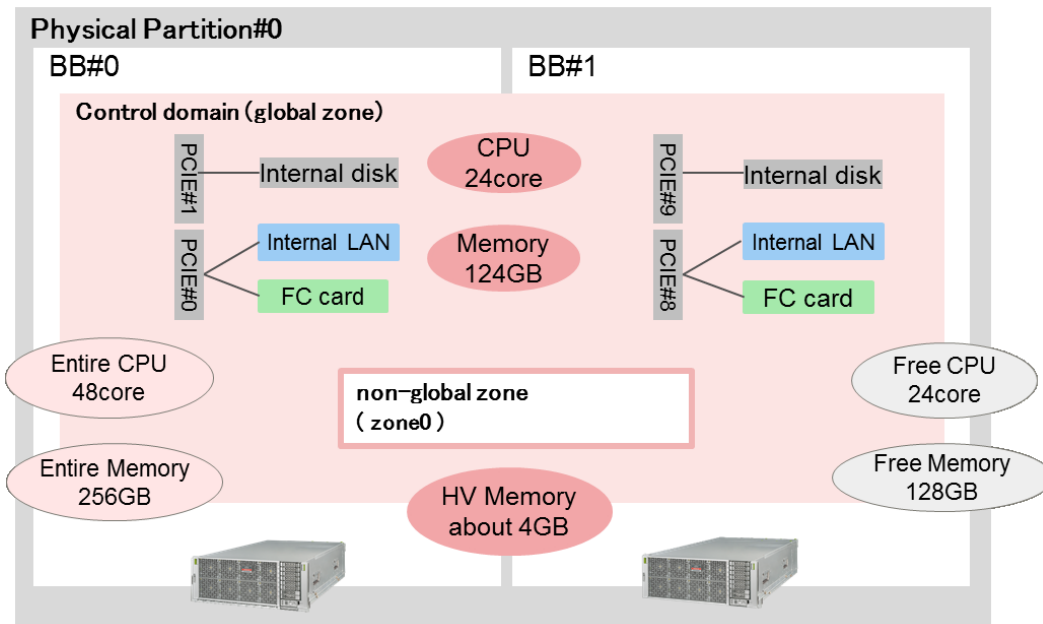 Physical Partition#0
BB#0
BB#1
Control domain(global zone)
PCIE#1
Internal disk
CPU
24core
PCIE#9
Internal disk
PCIE#0
Internal LAN
FC card
Memory
124GB
PCIE#8
Internal LAN
FC card
Entire CPU
48core
Free CPU
24core
non-global zone
( zone0 )
Entire Memory
256GB
HV Memory
about 4GB
Free Memory
128GB